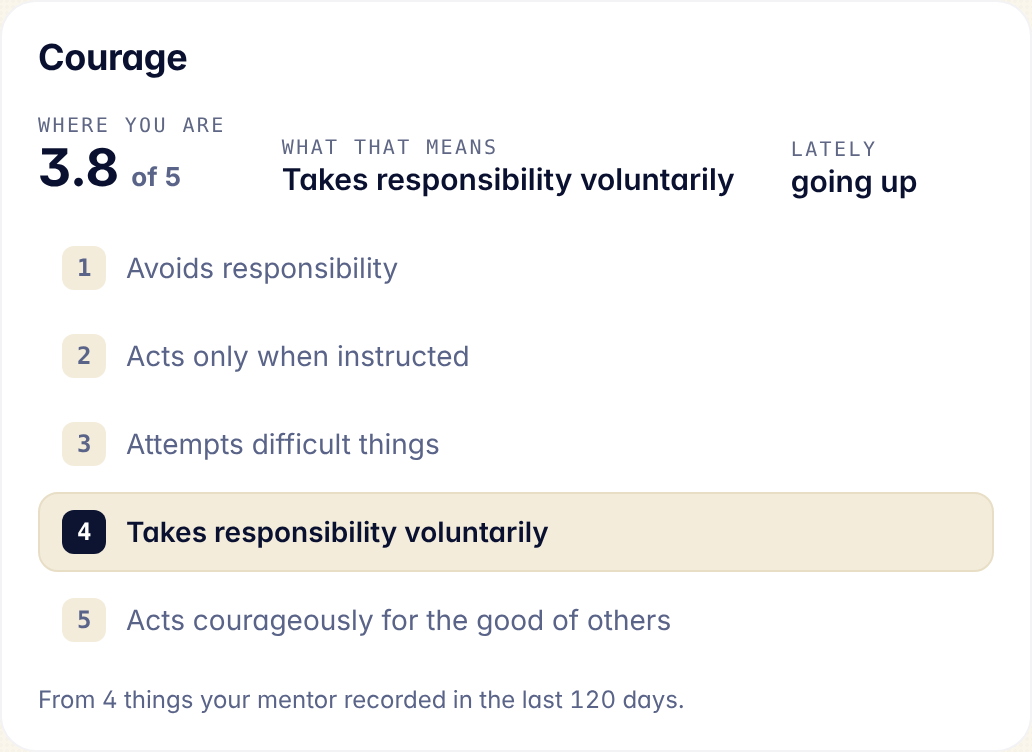 Courage
WHERE YOU ARE
3.8 of 5
WHAT THAT MEANS
Takes responsibility voluntarily
LATELY
going up
1 Avoids responsibility
2 Acts only when instructed
3 Attempts difficult things
4 Takes responsibility voluntarily
5 Acts courageously for the good of others
From 4 things your mentor recorded in the last 120 days.